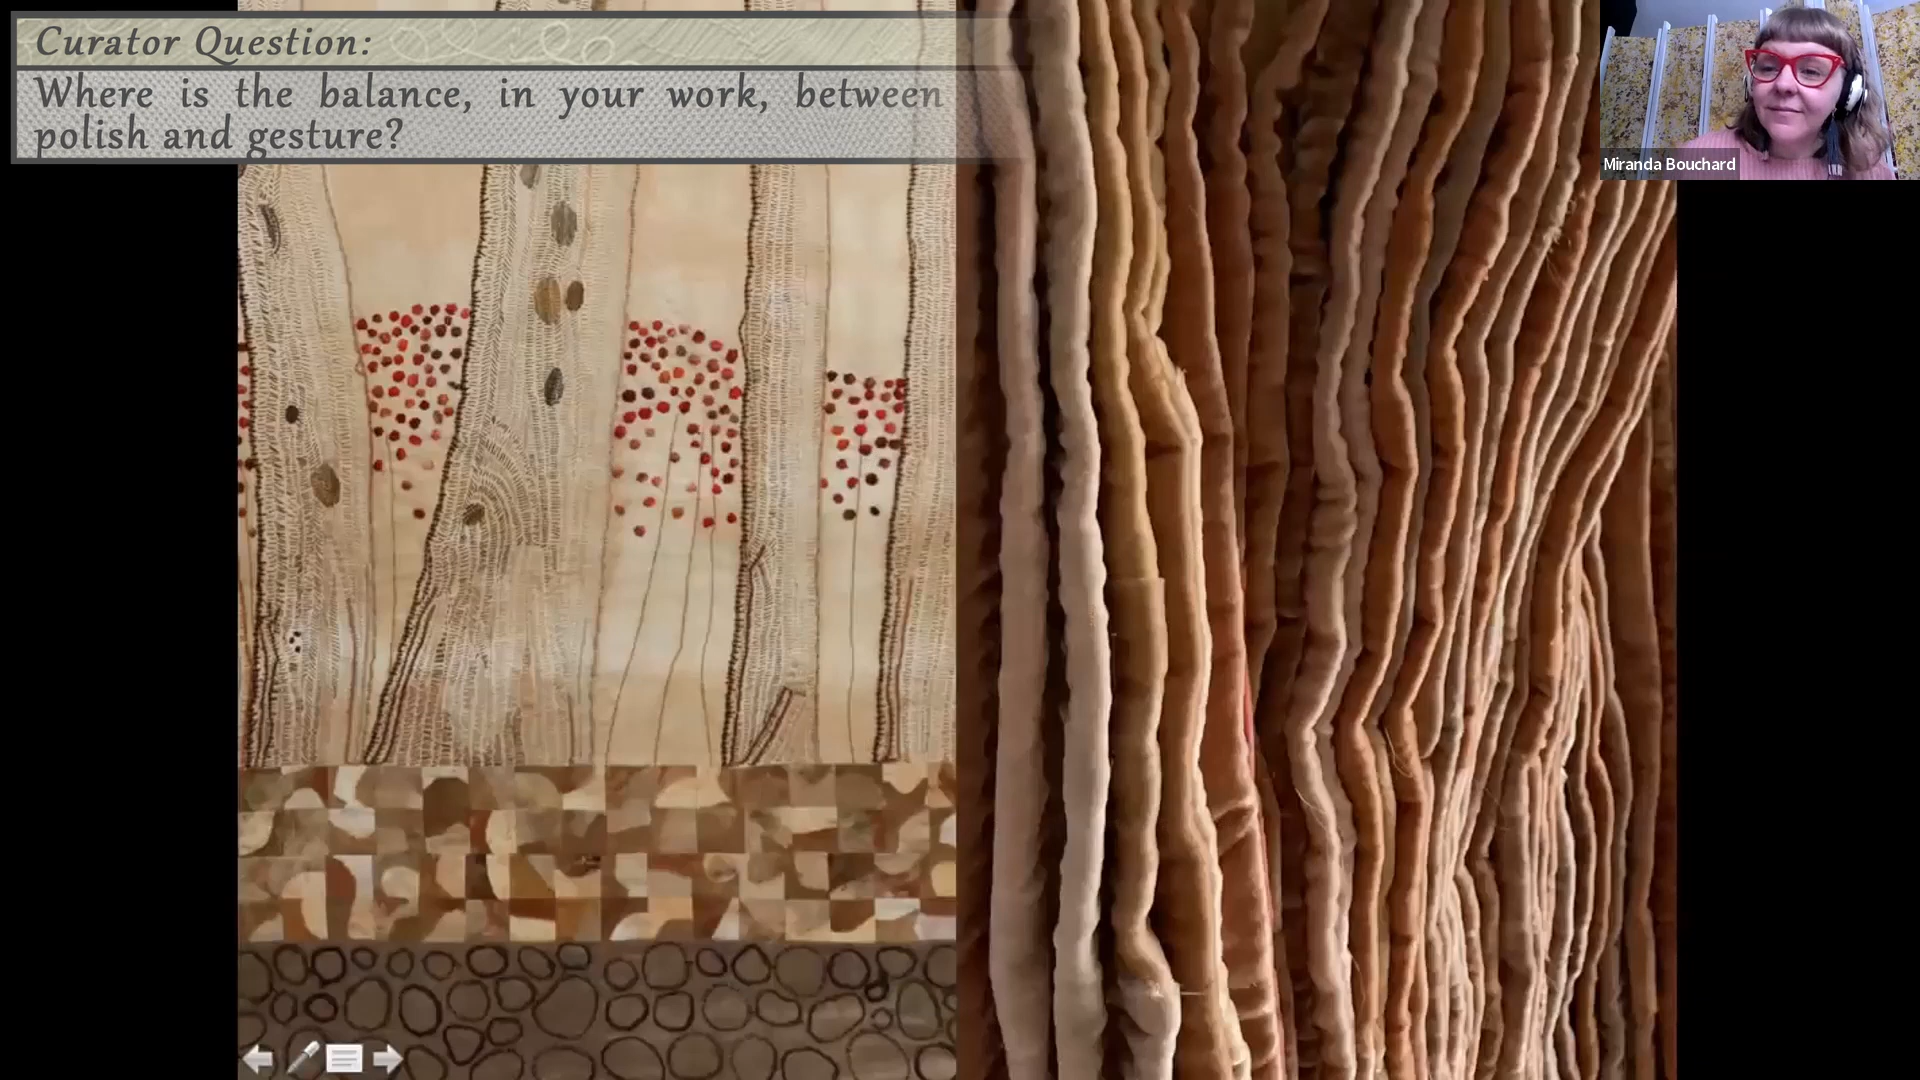 Curator Question:
Where is the balance, in your work, between
polish and gesture?
Miranda Bouchard